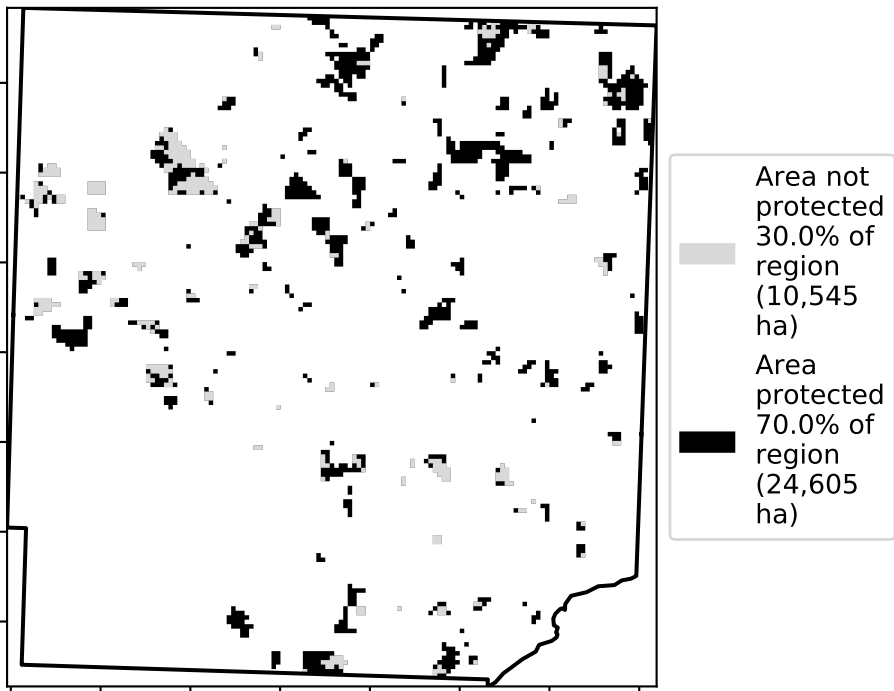 Area not
protected
30.0% of
region
(10,545
ha)
Area
protected
70.0% of
region
(24,605
ha)